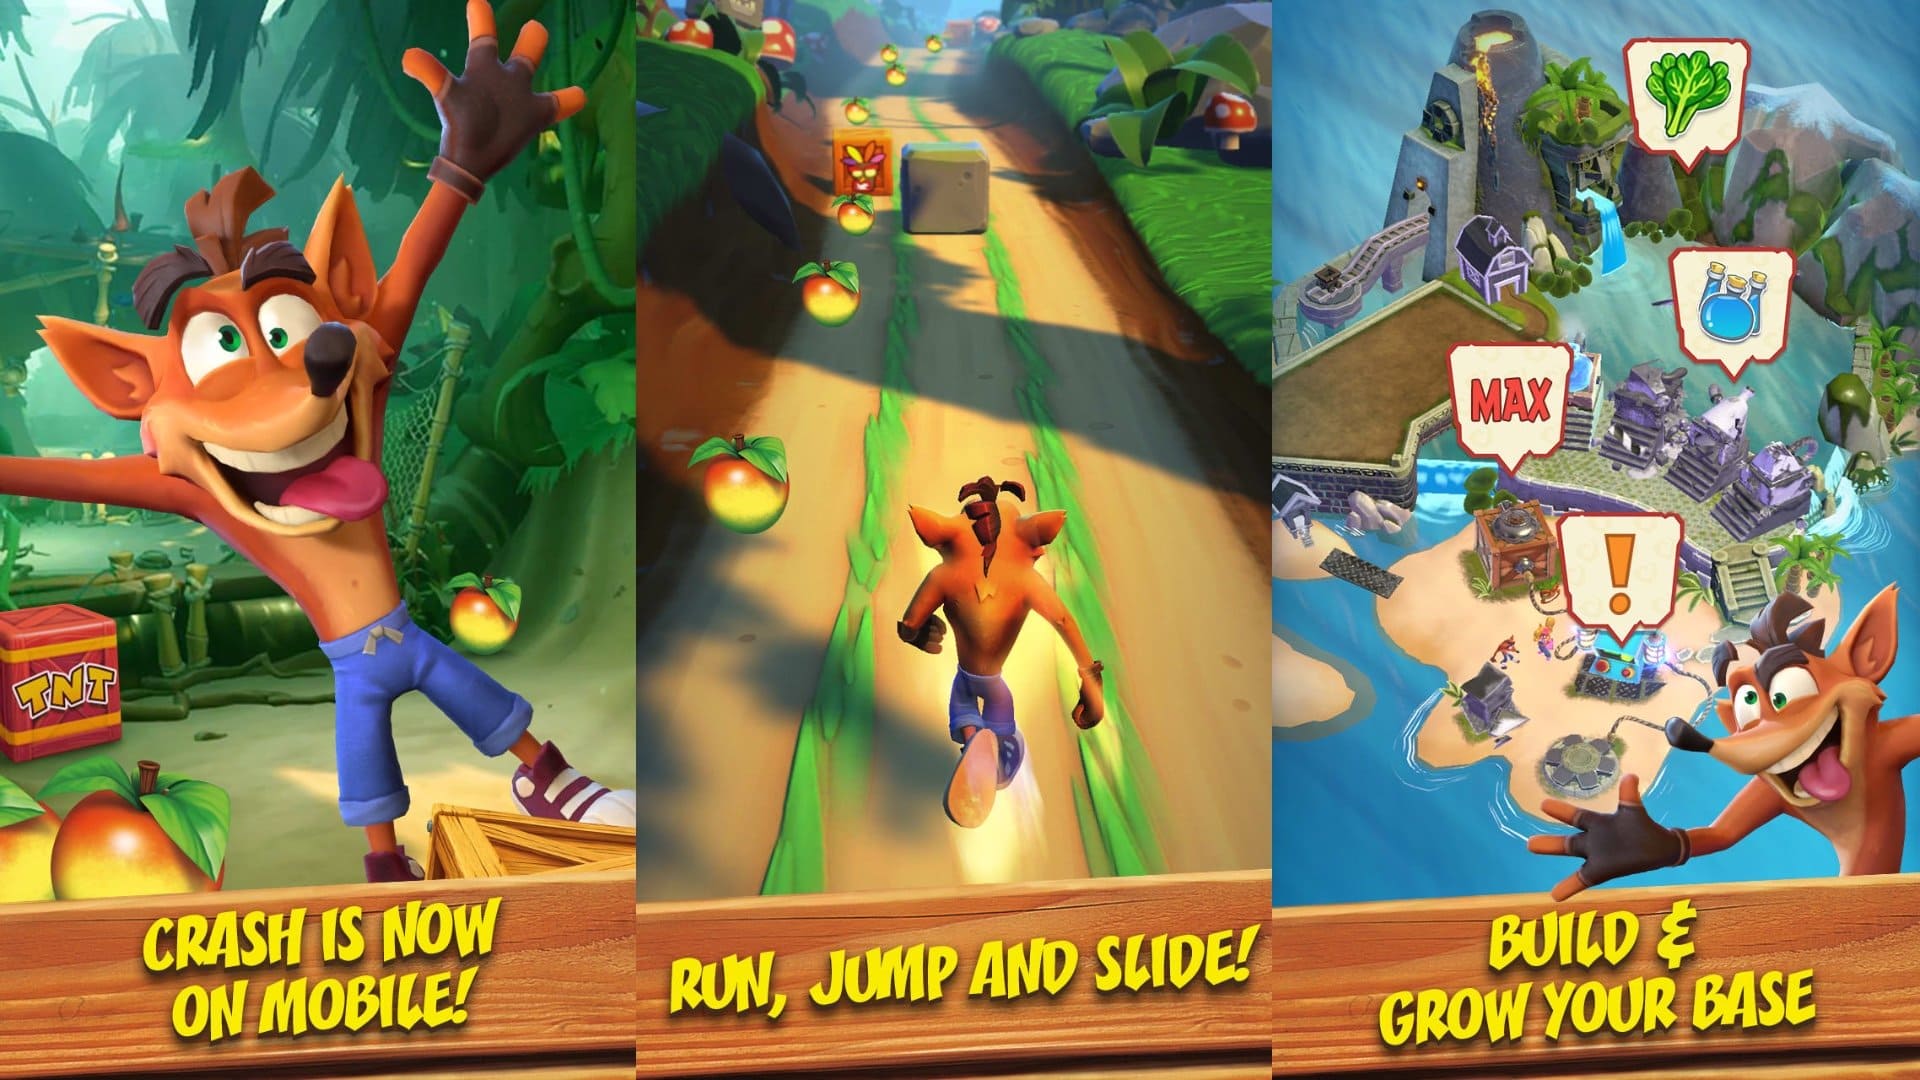 TNT
CRASH IS NOW
ON MOBILE!
RUN, JUMP AND SLIDE!
MAX
!
BUILD &
GROW YOUR BASE